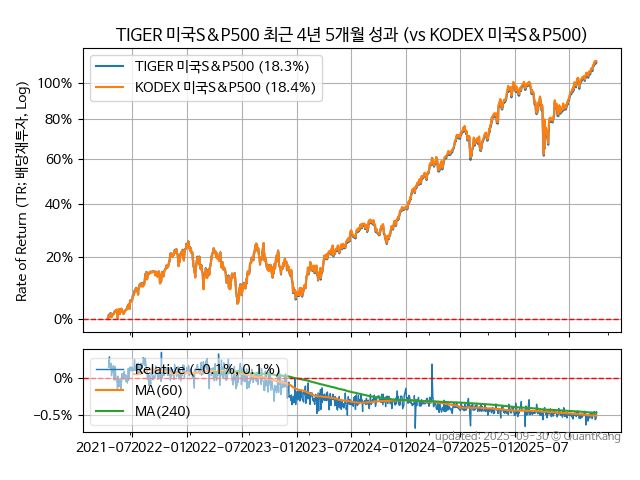 TIGER 미국S&P500 최근 4년 5개월 성과 (vs KODEX 미국S&P500)
TIGER 미국S&P500 (18.3%)
KODEX 미국S&P500 (18.4%)
Rate of Return (TR: 배당재투자, Log)
100%
80%
60%
40%
20%
0%
Relative (−0.1%, 0.1%)
MA(60)
MA(240)
0%
−0.5%
2021−07 2022−01 2022−07 2023−01 2023−07 2024−01 2024−07 2025−01 2025−07
updated: 2025-09-30 © QuantKang